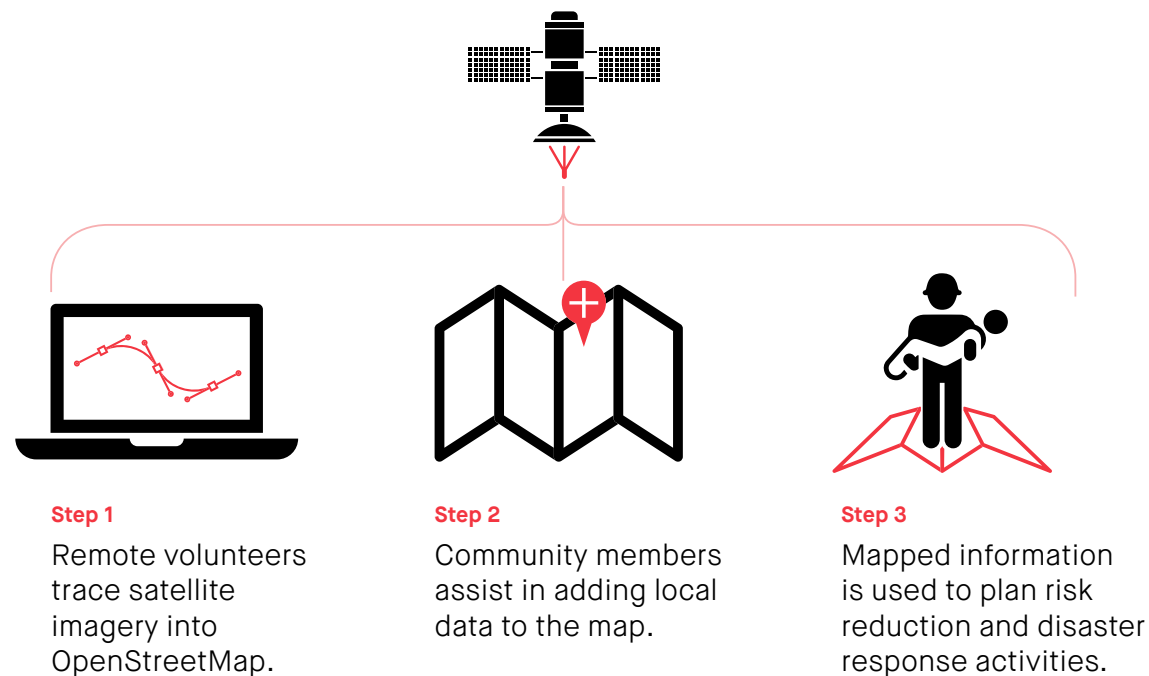 Step 1
Remote volunteers
trace satellite
imagery into
OpenStreetMap.
Step 2
Community members
assist in adding local
data to the map.
Step 3
Mapped information
is used to plan risk
reduction and disaster
response activities.